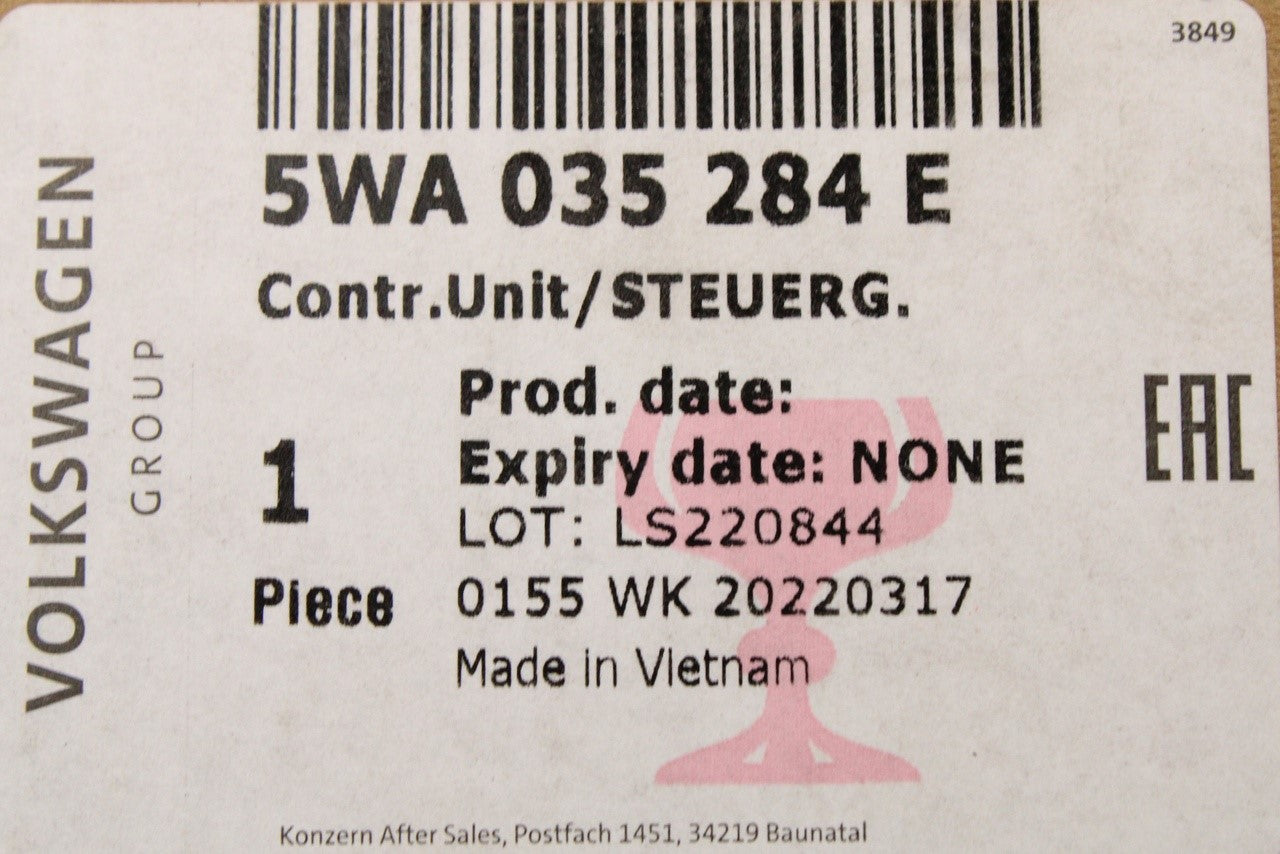 3849
5WA 035 284 E
Contr.Unit/STEUERG.
VOLKSWAGEN
GROUP
Prod. date:
Expiry date: NONE
LOT: LS220844
1
Piece
0155 WK 20220317
Made in Vietnam
EAC
Konzern After Sales, Postfach 1451, 34219 Baunatal